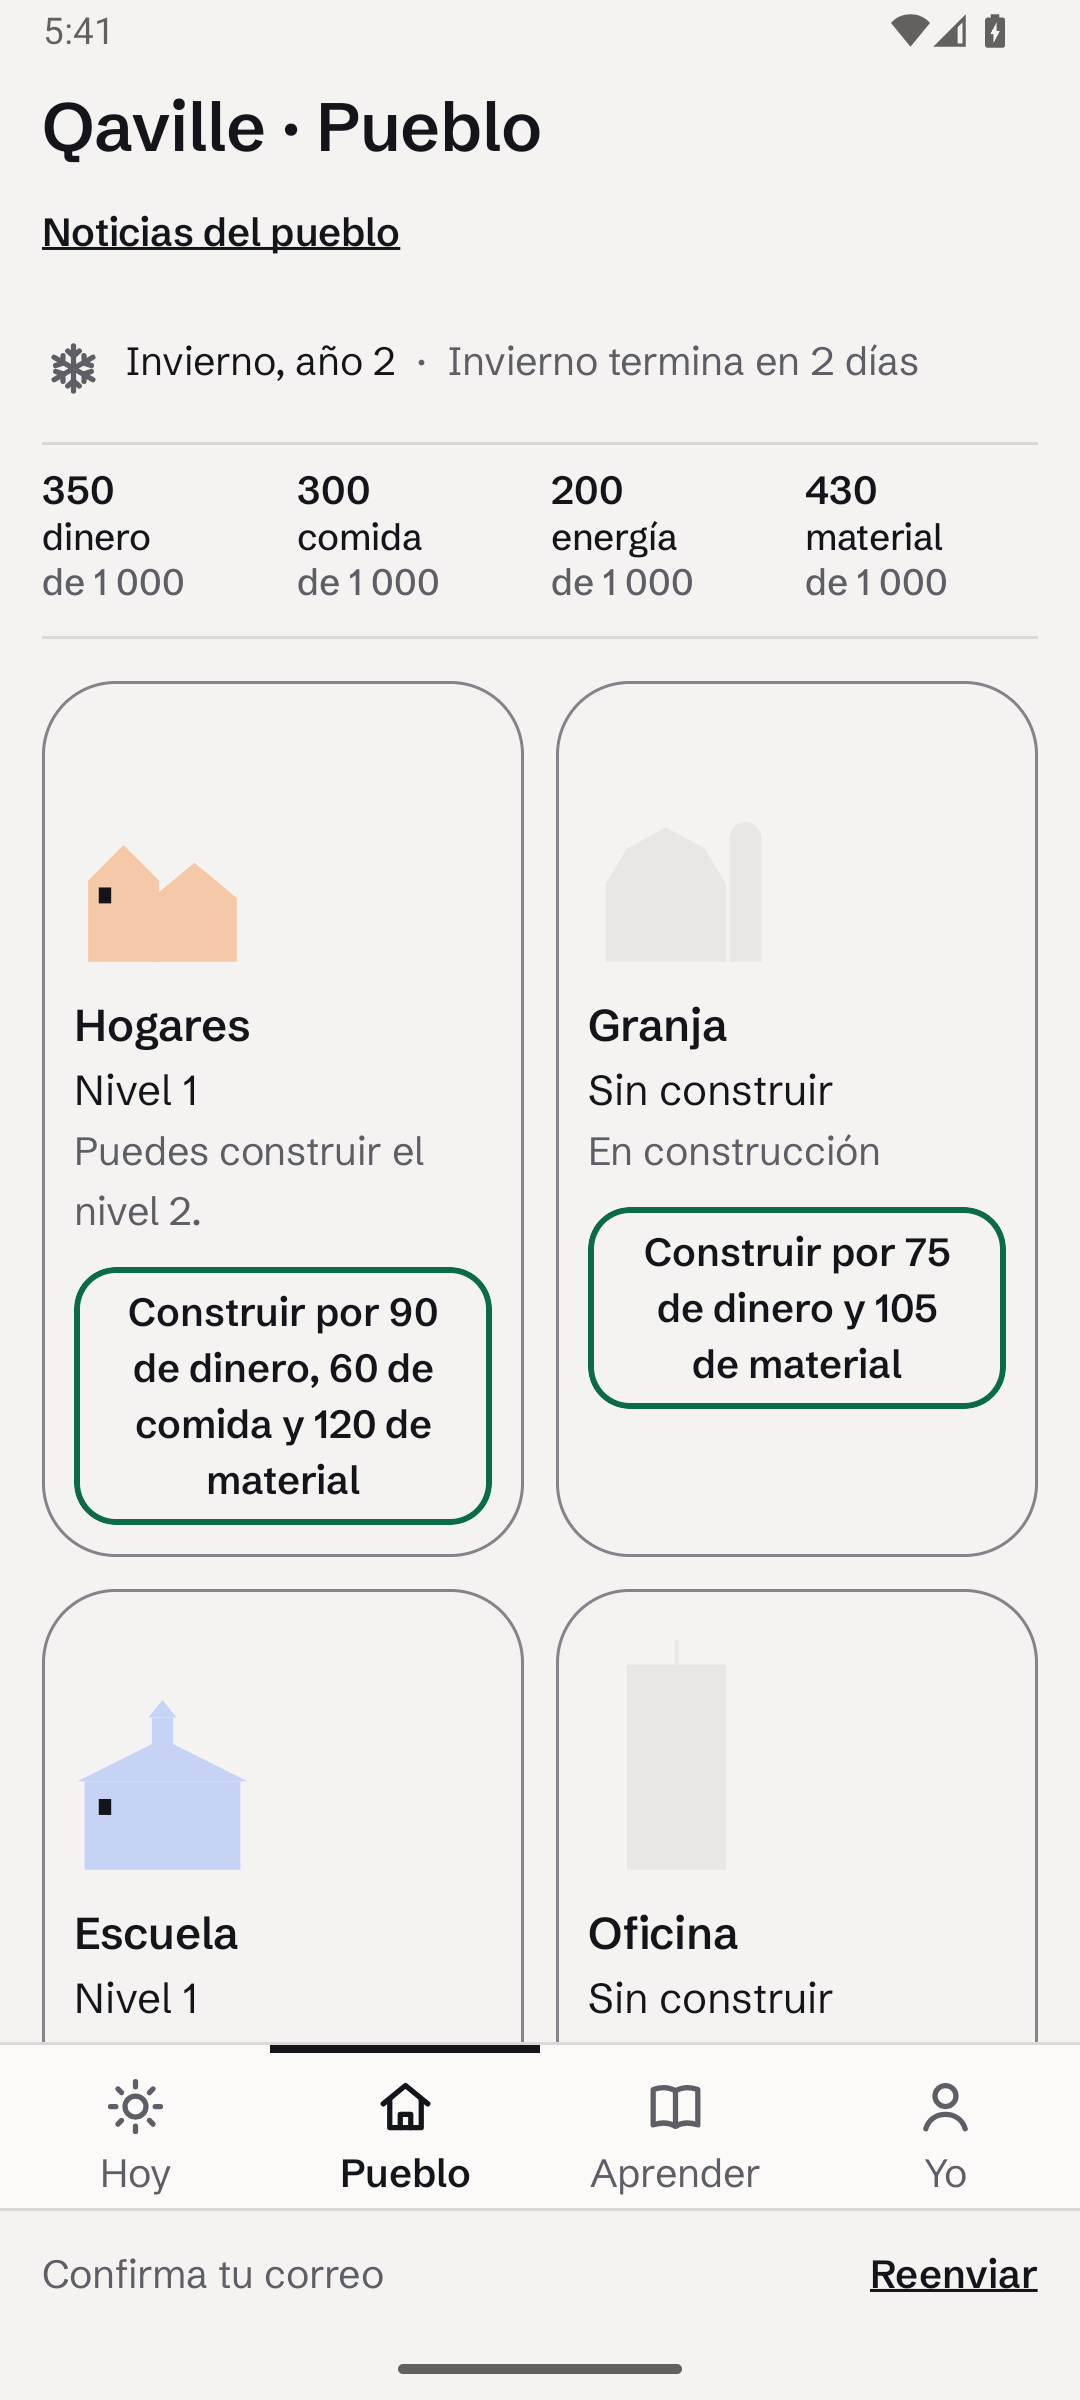 5:41
Qaville · Pueblo
Noticias del pueblo
Invierno, año 2 · Invierno termina en 2 días
350
dinero
de 1 000
300
comida
de 1 000
200
energía
de 1 000
430
material
de 1 000
Hogares
Nivel 1
Puedes construir el
nivel 2.
Construir por 90
de dinero, 60 de
comida y 120 de
material
Granja
Sin construir
En construcción
Construir por 75
de dinero y 105
de material
Escuela
Nivel 1
Oficina
Sin construir
Hoy
Pueblo
Aprender
Yo
Confirma tu correo
Reenviar